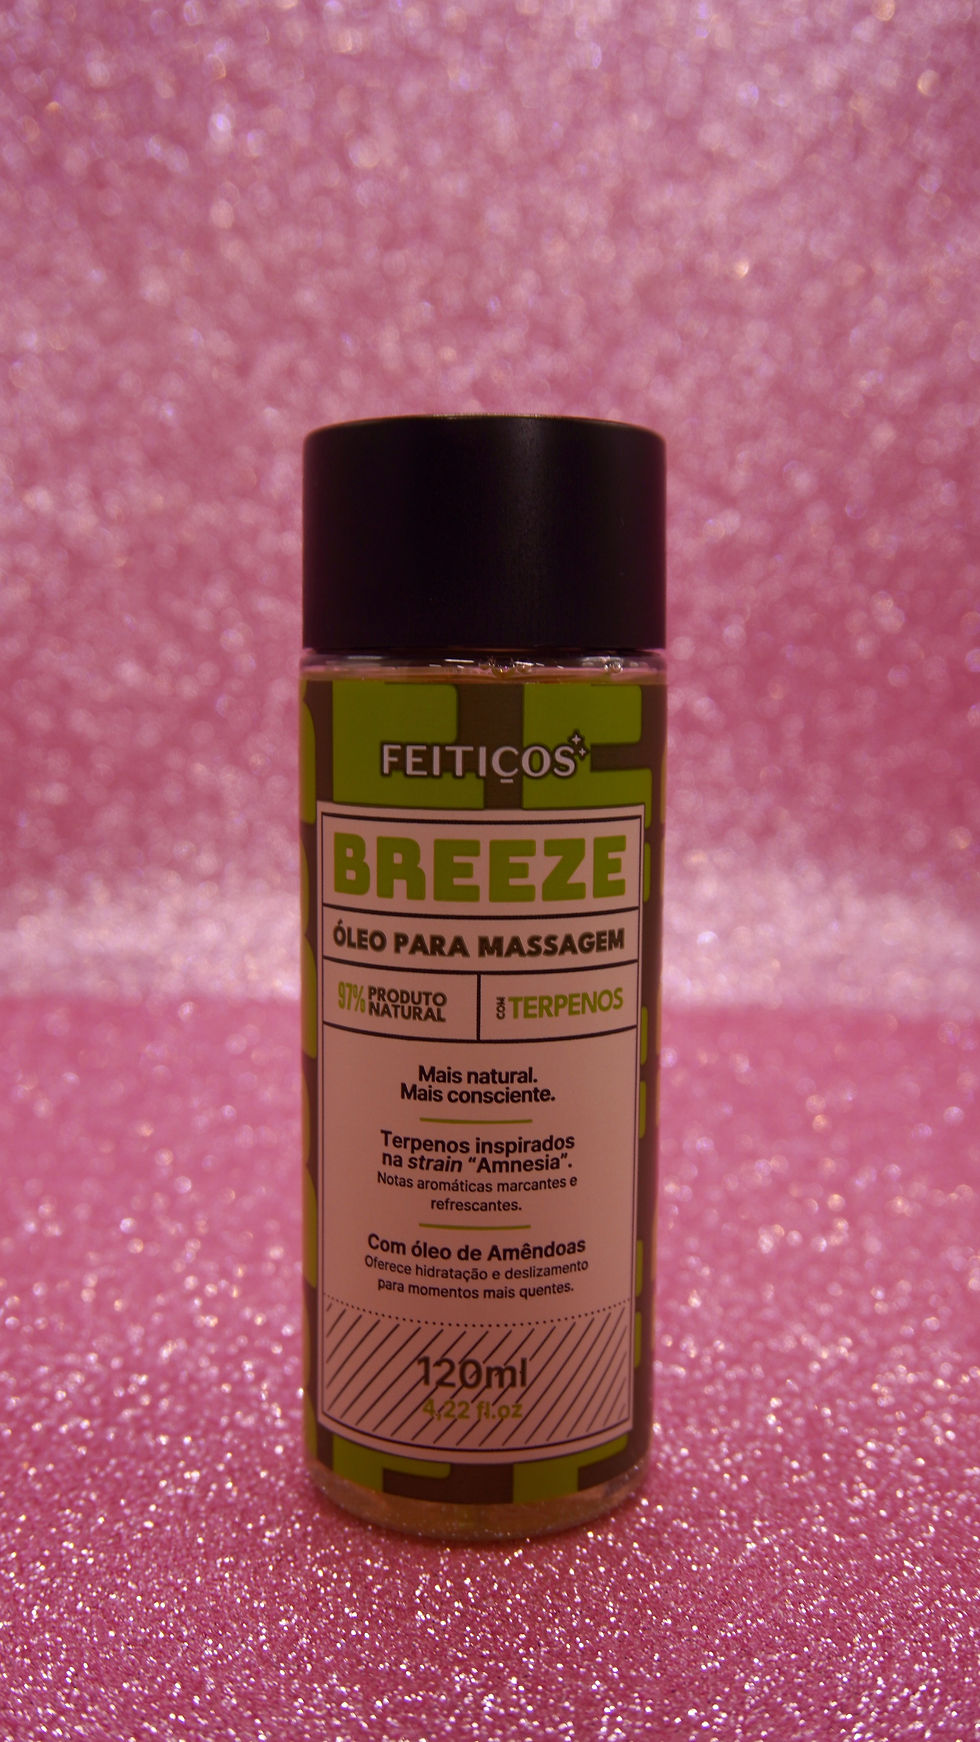 FEITIÇOS
BREEZE
ÓLEO PARA MASSAGEM
97% PRODUTO NATURAL
COM TERPENOS
Mais natural.
Mais consciente.
Terpenos inspirados
na strain “Amnesia”.
Notas aromáticas marcantes e
refrescantes.
Com óleo de Amêndoas
Oferece hidratação e deslizamento
para momentos mais quentes.
120ml
4,22 fl.oz